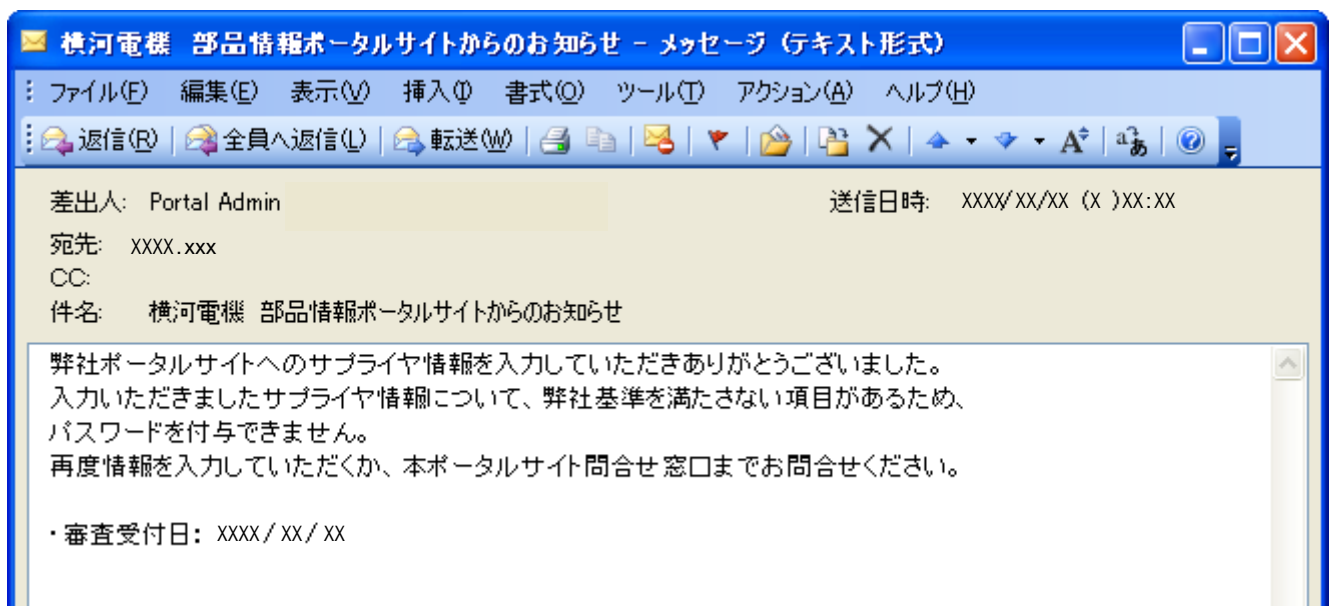 横河電機 部品情報ポータルサイトからのお知らせ - メッセージ (テキスト形式)
ファイル(F) 編集(E) 表示(V) 挿入(I) 書式(O) ツール(T) アクション(A) ヘルプ(H)
返信(R) 全員へ返信(L) 転送(W)
差出人: Portal Admin 送信日時: XXXX/XX/XX (X )XX:XX
宛先: XXXX.xxx
CC:
件名: 横河電機 部品情報ポータルサイトからのお知らせ
弊社ポータルサイトへのサプライヤ情報を入力していただきありがとうございました。
入力いただきましたサプライヤ情報について、弊社基準を満たさない項目があるため、
パスワードを付与できません。
再度情報を入力していただくか、本ポータルサイト問合せ窓口までお問合せください。
・審査受付日: XXXX/XX/XX